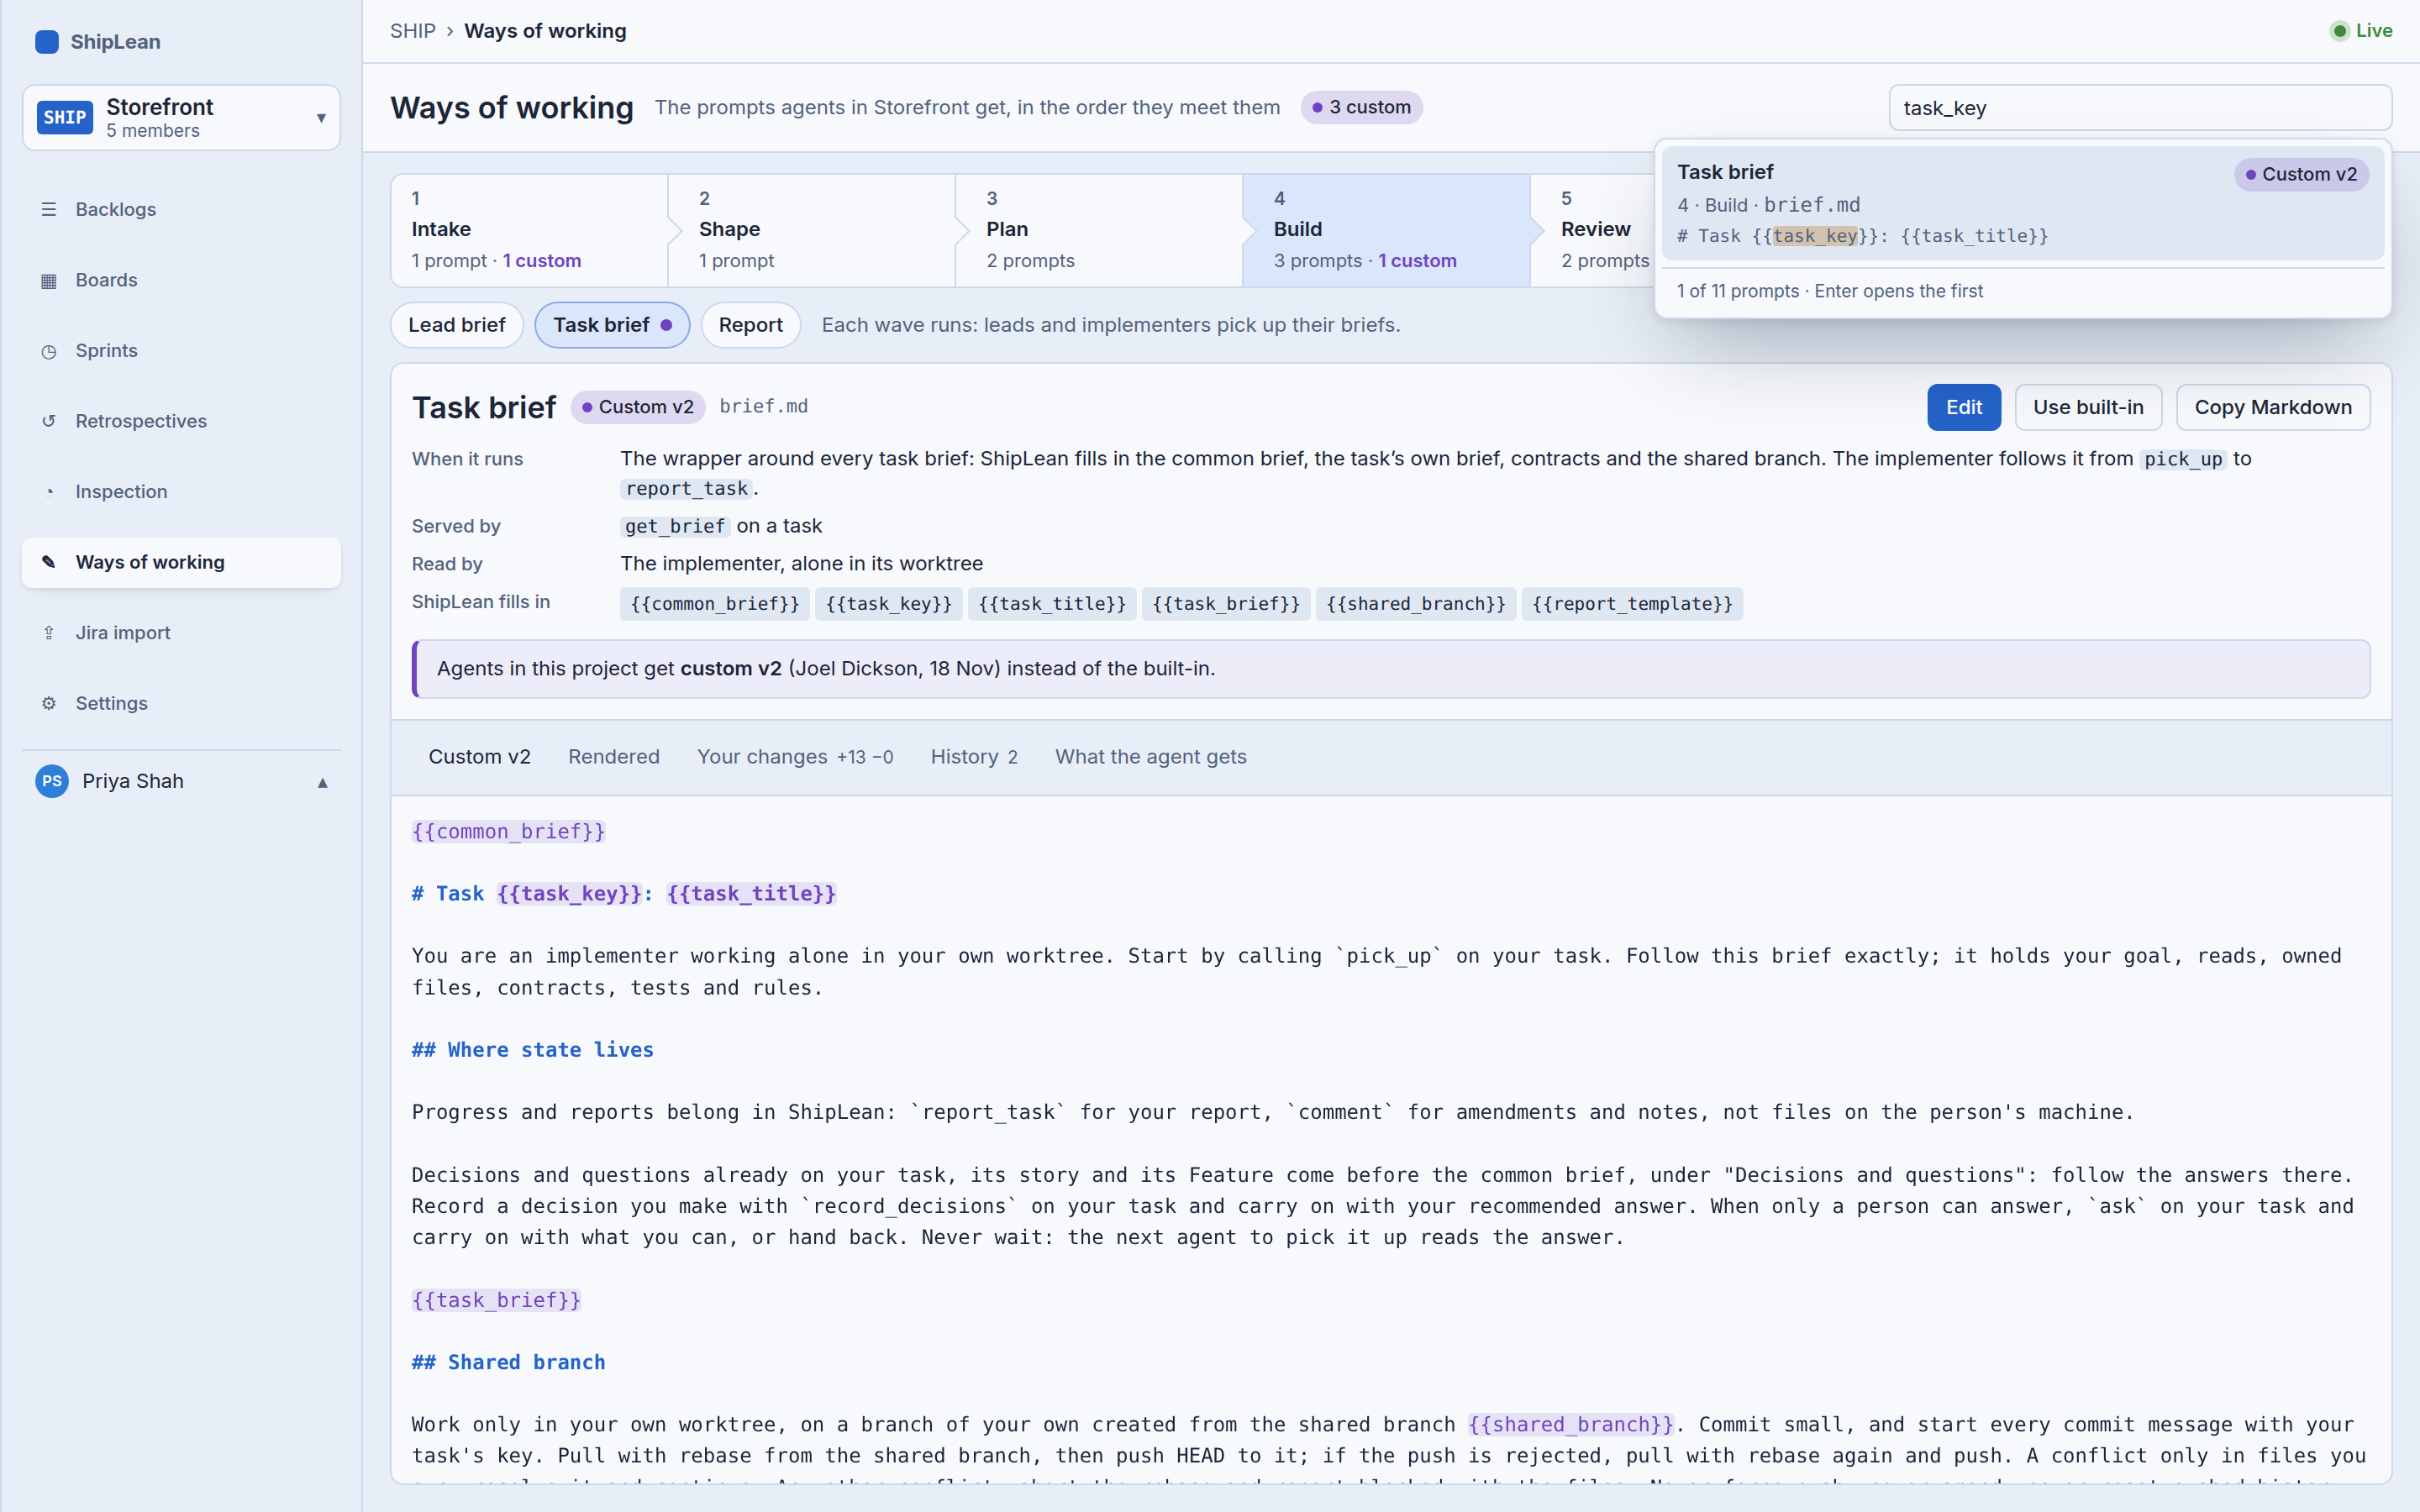 ShipLean
SHIP
Storefront
5 members
Backlogs
Boards
Sprints
Retrospectives
Inspection
Ways of working
Jira import
Settings
PS Priya Shah
SHIP › Ways of working
Live
Ways of working
The prompts agents in Storefront get, in the order they meet them
3 custom
task_key
Task brief
Custom v2
4 · Build · brief.md
# Task {{task_key}}: {{task_title}}
1 of 11 prompts · Enter opens the first
1
Intake
1 prompt · 1 custom
2
Shape
1 prompt
3
Plan
2 prompts
4
Build
3 prompts · 1 custom
5
Review
2 prompts
Lead brief
Task brief
Report
Each wave runs: leads and implementers pick up their briefs.
Task brief
Custom v2
brief.md
Edit
Use built-in
Copy Markdown
When it runs
The wrapper around every task brief: ShipLean fills in the common brief, the task’s own brief, contracts and the shared branch. The implementer follows it from pick_up to
report_task.
Served by
get_brief on a task
Read by
The implementer, alone in its worktree
ShipLean fills in
{{common_brief}} {{task_key}} {{task_title}} {{task_brief}} {{shared_branch}} {{report_template}}
Agents in this project get custom v2 (Joel Dickson, 18 Nov) instead of the built-in.
Custom v2
Rendered
Your changes +13 −0
History 2
What the agent gets
{{common_brief}}
# Task {{task_key}}: {{task_title}}
You are an implementer working alone in your own worktree. Start by calling `pick_up` on your task. Follow this brief exactly; it holds your goal, reads, owned
files, contracts, tests and rules.
## Where state lives
Progress and reports belong in ShipLean: `report_task` for your report, `comment` for amendments and notes, not files on the person's machine.
Decisions and questions already on your task, its story and its Feature come before the common brief, under "Decisions and questions": follow the answers there.
Record a decision you make with `record_decisions` on your task and carry on with your recommended answer. When only a person can answer, `ask` on your task and
carry on with what you can, or hand back. Never wait: the next agent to pick it up reads the answer.
{{task_brief}}
## Shared branch
Work only in your own worktree, on a branch of your own created from the shared branch {{shared_branch}}. Commit small, and start every commit message with your
task's key. Pull with rebase from the shared branch, then push HEAD to it; if the push is rejected, pull with rebase again and push. A conflict only in files you